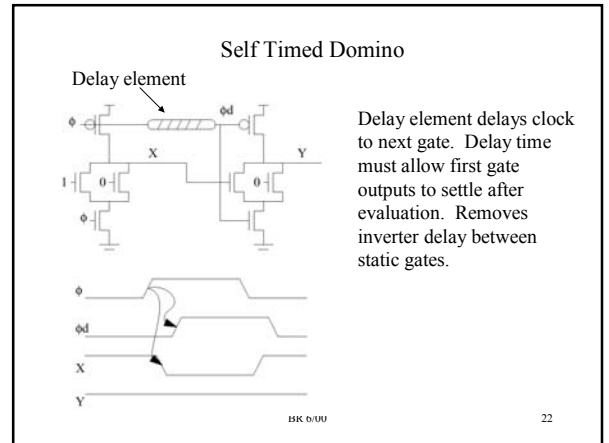 Self Timed Domino
Delay element
ϕ
ϕd
X
Y
1
0
0
ϕ
Delay element delays clock
to next gate. Delay time
must allow first gate
outputs to settle after
evaluation. Removes
inverter delay between
static gates.
ϕ
ϕd
X
Y
BR 6/00
22